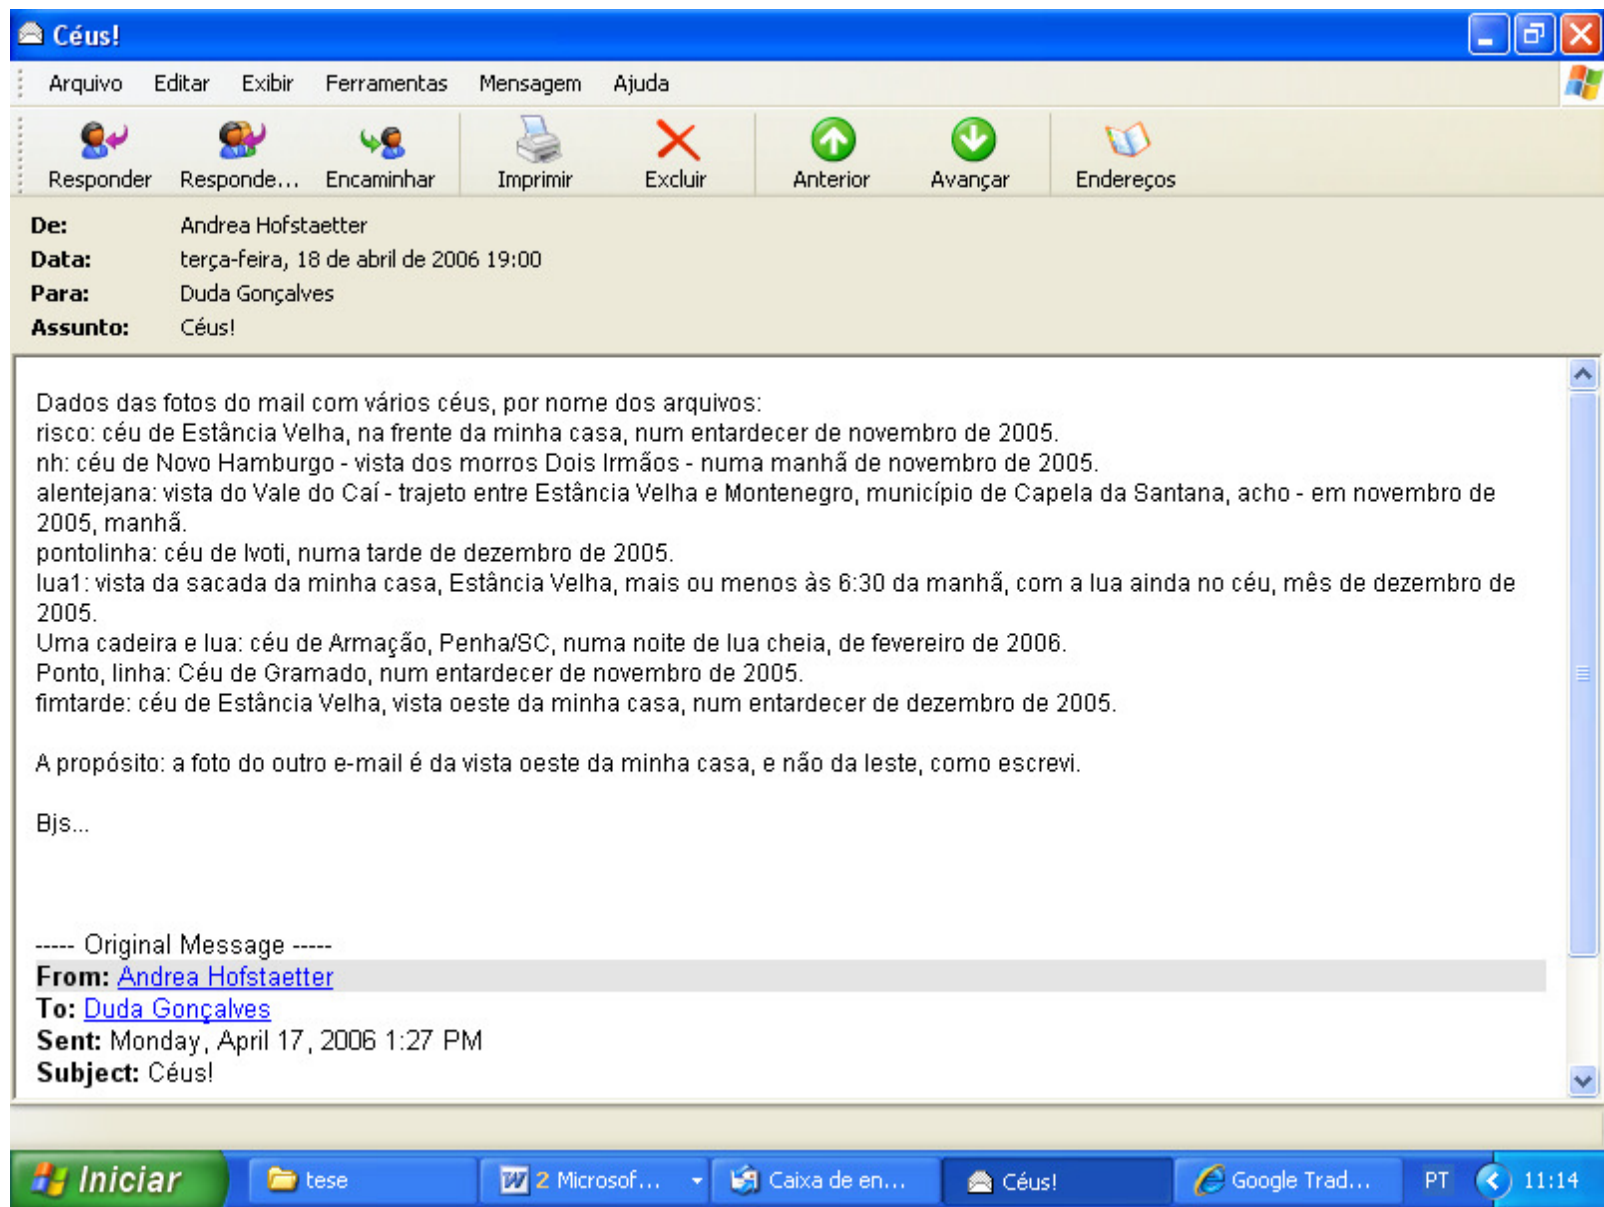 Céus!
Arquivo Editar Exibir Ferramentas Mensagem Ajuda
Responder Responde... Encaminhar Imprimir Excluir Anterior Avançar Endereços
De: Andrea Hofstaetter
Data: terça-feira, 18 de abril de 2006 19:00
Para: Duda Gonçalves
Assunto: Céus!
Dados das fotos do mail com vários céus, por nome dos arquivos:
risco: céu de Estância Velha, na frente da minha casa, num entardecer de novembro de 2005.
nh: céu de Novo Hamburgo - vista dos morros Dois Irmãos - numa manhã de novembro de 2005.
alentejana: vista do Vale do Caí - trajeto entre Estância Velha e Montenegro, município de Capela da Santana, acho - em novembro de
2005, manhã.
pontolinha: céu de Ivoti, numa tarde de dezembro de 2005.
lua1: vista da sacada da minha casa, Estância Velha, mais ou menos às 6:30 da manhã, com a lua ainda no céu, mês de dezembro de
2005.
Uma cadeira e lua: céu de Armação, Penha/SC, numa noite de lua cheia, de fevereiro de 2006.
Ponto, linha: Céu de Gramado, num entardecer de novembro de 2005.
fimtarde: céu de Estância Velha, vista oeste da minha casa, num entardecer de dezembro de 2005.
A propósito: a foto do outro e-mail é da vista oeste da minha casa, e não da leste, como escrevi.
Bjs...
----- Original Message -----
From: Andrea Hofstaetter
To: Duda Gonçalves
Sent: Monday, April 17, 2006 1:27 PM
Subject: Céus!
Iniciar tese 2 Microsof... Caixa de en... Céus! Google Trad... PT 11:14